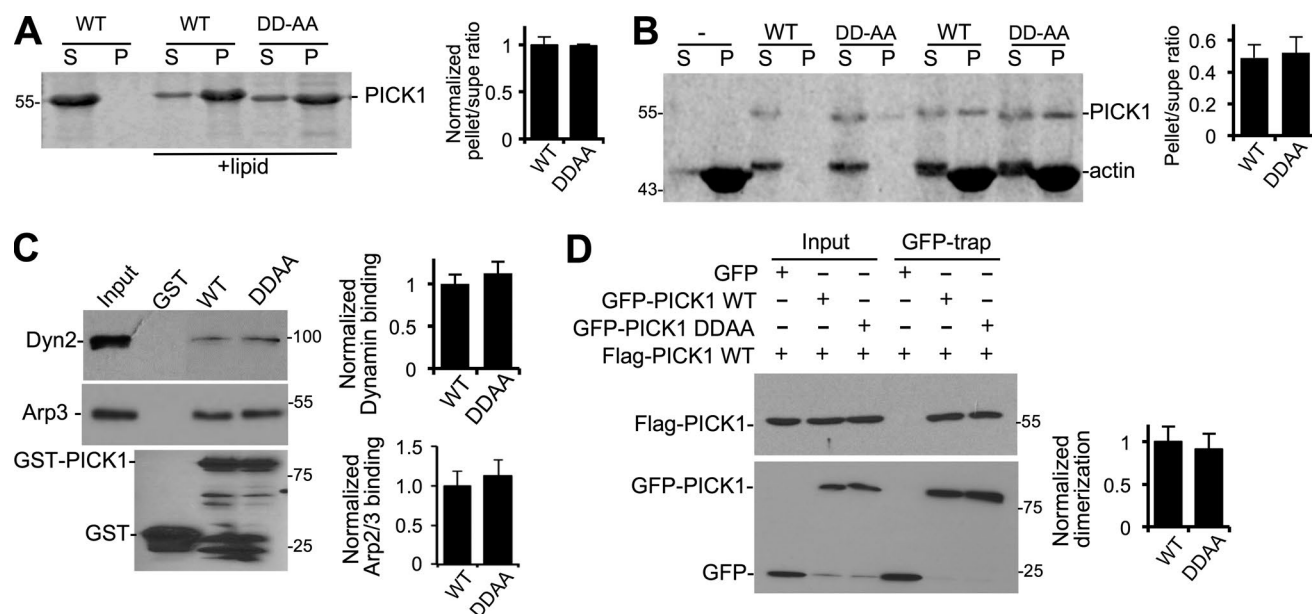 A
WT WT DD-AA
S P S P S P
55-
-PICK1
+lipid
Normalized
pellet/supe ratio
1
0.5
0
WT
DDAA
B
- WT DD-AA WT DD-AA
S P S P S P S P S P
55-
-PICK1
-actin
43-
Pellet/supe ratio
0.6
0.4
0.2
0
WT
DDAA
C
Input GST WT DDAA
Dyn2-
-100
Arp3 -
-55
GST-PICK1-
-75
GST-
-25
Normalized
Dynamin binding
1
0.5
0
WT
DDAA
Normalized
Arp2/3 binding
1.5
1.0
0.5
0
WT
DDAA
D
Input GFP-trap
GFP + - - + - -
GFP-PICK1 WT - + - - + -
GFP-PICK1 DDAA - - + - - +
Flag-PICK1 WT + + + + + +
Flag-PICK1-
-55
GFP-PICK1-
-75
GFP-
-25
Normalized
dimerization
1
0.5
0
WT
DDAA